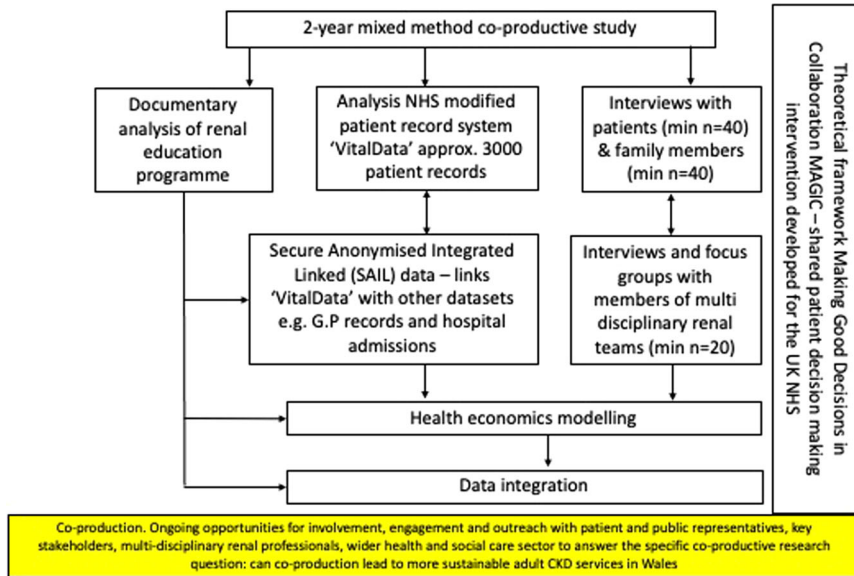 2-year mixed method co-productive study
Documentary
analysis of renal
education
programme
Analysis NHS modified
patient record system
‘VitalData’ approx. 3000
patient records
Interviews with
patients (min n=40)
& family members
(min n=40)
Secure Anonymised Integrated
Linked (SAIL) data – links
‘VitalData’ with other datasets
e.g. G.P records and hospital
admissions
Interviews and focus
groups with
members of multi
disciplinary renal
teams (min n=20)
Health economics modelling
Data integration
Theoretical framework Making Good Decisions in
Collaboration MAGIC – shared patient decision making
intervention developed for the UK NHS
Co-production. Ongoing opportunities for involvement, engagement and outreach with patient and public representatives, key
stakeholders, multi-disciplinary renal professionals, wider health and social care sector to answer the specific co-productive research
question: can co-production lead to more sustainable adult CKD services in Wales